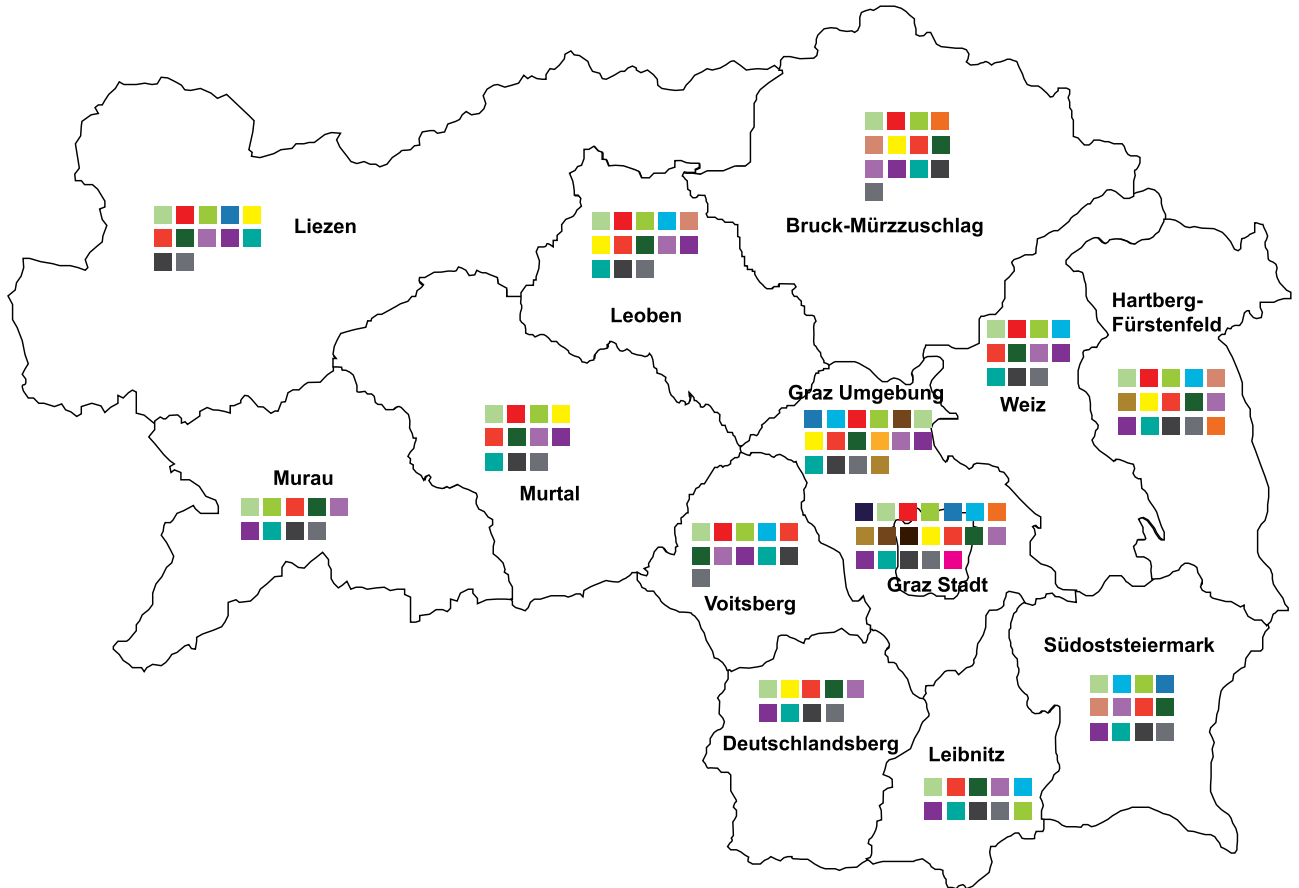 Liezen
Bruck-Mürzzuschlag
Leoben
Hartberg-
Fürstenfeld
Graz Umgebung
Weiz
Murau
Murtal
Graz Stadt
Voitsberg
Südoststeiermark
Deutschlandsberg
Leibnitz